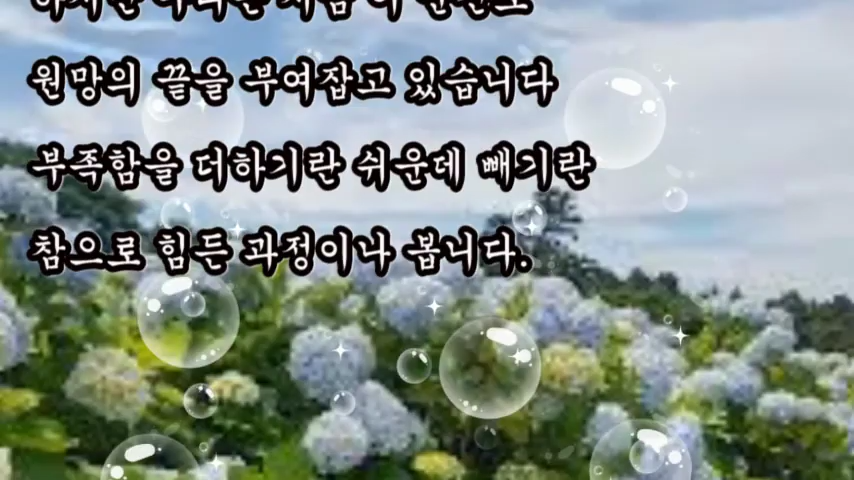 원망의 끝을 부여잡고 있습니다
부족함을 더하기란 쉬운데 빼기란
참으로 힘든 과정이나 봅니다.